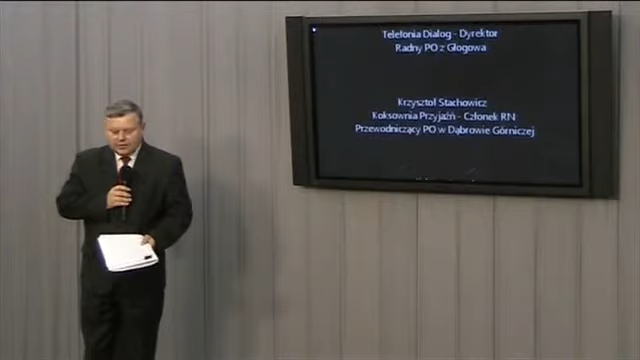 Telefonia Dialog - Dyrektor
Radny PO z Głogowa
Krzysztof Stachowicz
Koksownia Przyjaźń - Członek RN
Przewodniczący PO w Dąbrowie Górniczej